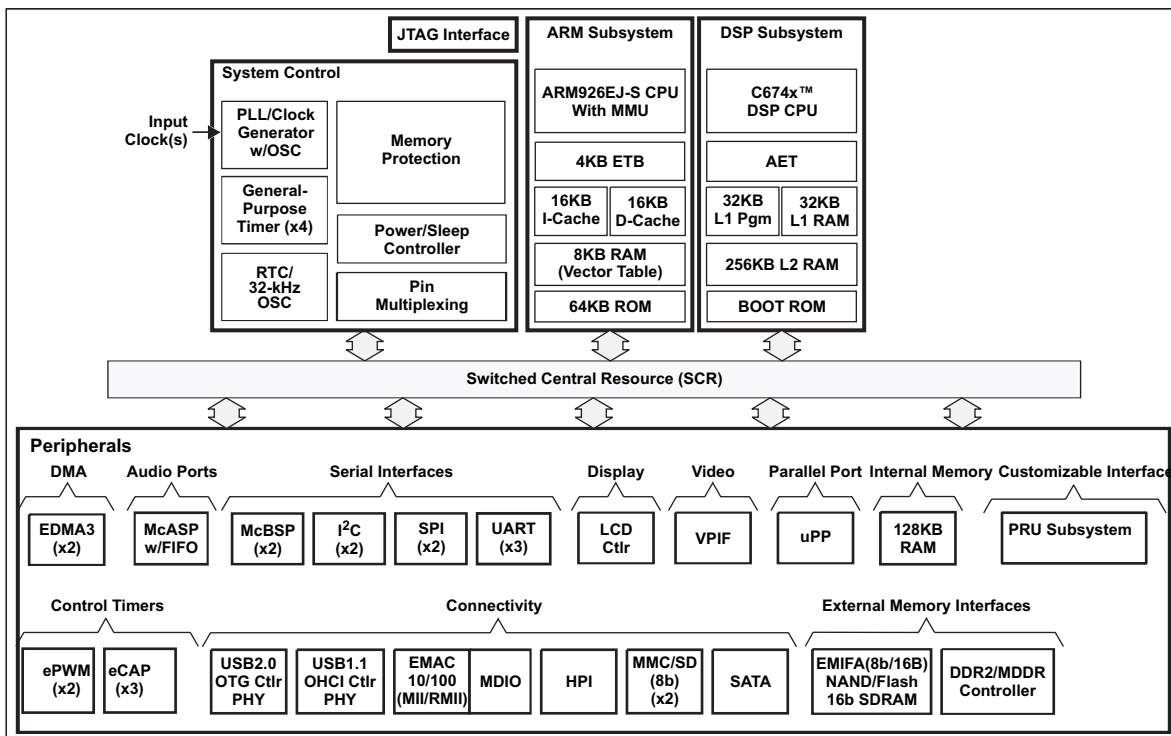 JTAG Interface
ARM Subsystem
DSP Subsystem
System Control
Input
Clock(s)
PLL/Clock
Generator
w/OSC
General-
Purpose
Timer (x4)
RTC/
32-kHz
OSC
Memory
Protection
Power/Sleep
Controller
Pin
Multiplexing
ARM926EJ-S CPU
With MMU
4KB ETB
16KB
I-Cache
16KB
D-Cache
8KB RAM
(Vector Table)
64KB ROM
C674x™
DSP CPU
AET
32KB
L1 Pgm
32KB
L1 RAM
256KB L2 RAM
BOOT ROM
Switched Central Resource (SCR)
Peripherals
DMA
EDMA3
(x2)
Audio Ports
McASP
w/FIFO
Serial Interfaces
McBSP
(x2)
I²C
(x2)
SPI
(x2)
UART
(x3)
Display
LCD
Ctlr
Video
VPIF
Parallel Port
uPP
Internal Memory
128KB
RAM
Customizable Interface
PRU Subsystem
Control Timers
ePWM
(x2)
eCAP
(x3)
Connectivity
USB2.0
OTG Ctlr
PHY
USB1.1
OHCI Ctlr
PHY
EMAC
10/100
(MII/RMII)
MDIO
HPI
MMC/SD
(8b)
(x2)
SATA
External Memory Interfaces
EMIFA(8b/16B)
NAND/Flash
16b SDRAM
DDR2/MDDR
Controller